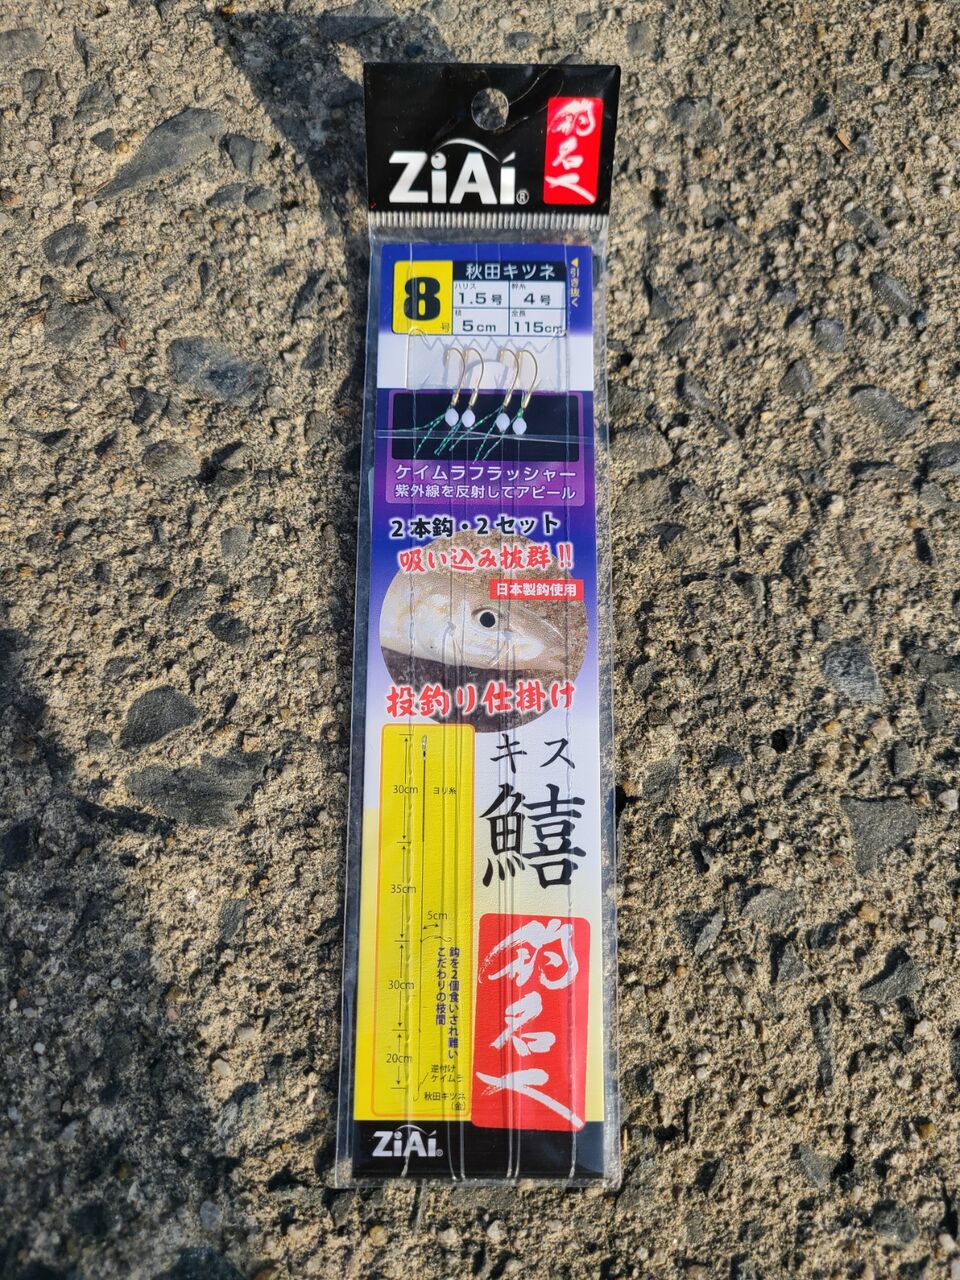 ZiAi®
釣名人
8号
秋田キツネ
ハリス 1.5号
幹糸 4号
枝 5cm
全長 115cm
▲引き抜く
ケイムラフラッシャー
紫外線を反射してアピール
2本鈎・2セット
吸い込み抜群!!
日本製鈎使用
投釣り仕掛け
キス
鱚
釣名人
30cm
ヨリ糸
35cm
5cm
30cm
鈎を2個食いされ難い
こだわりの枝間
20cm
逆付け
ケイムラ
秋田キツネ
(金)
ZiAi®